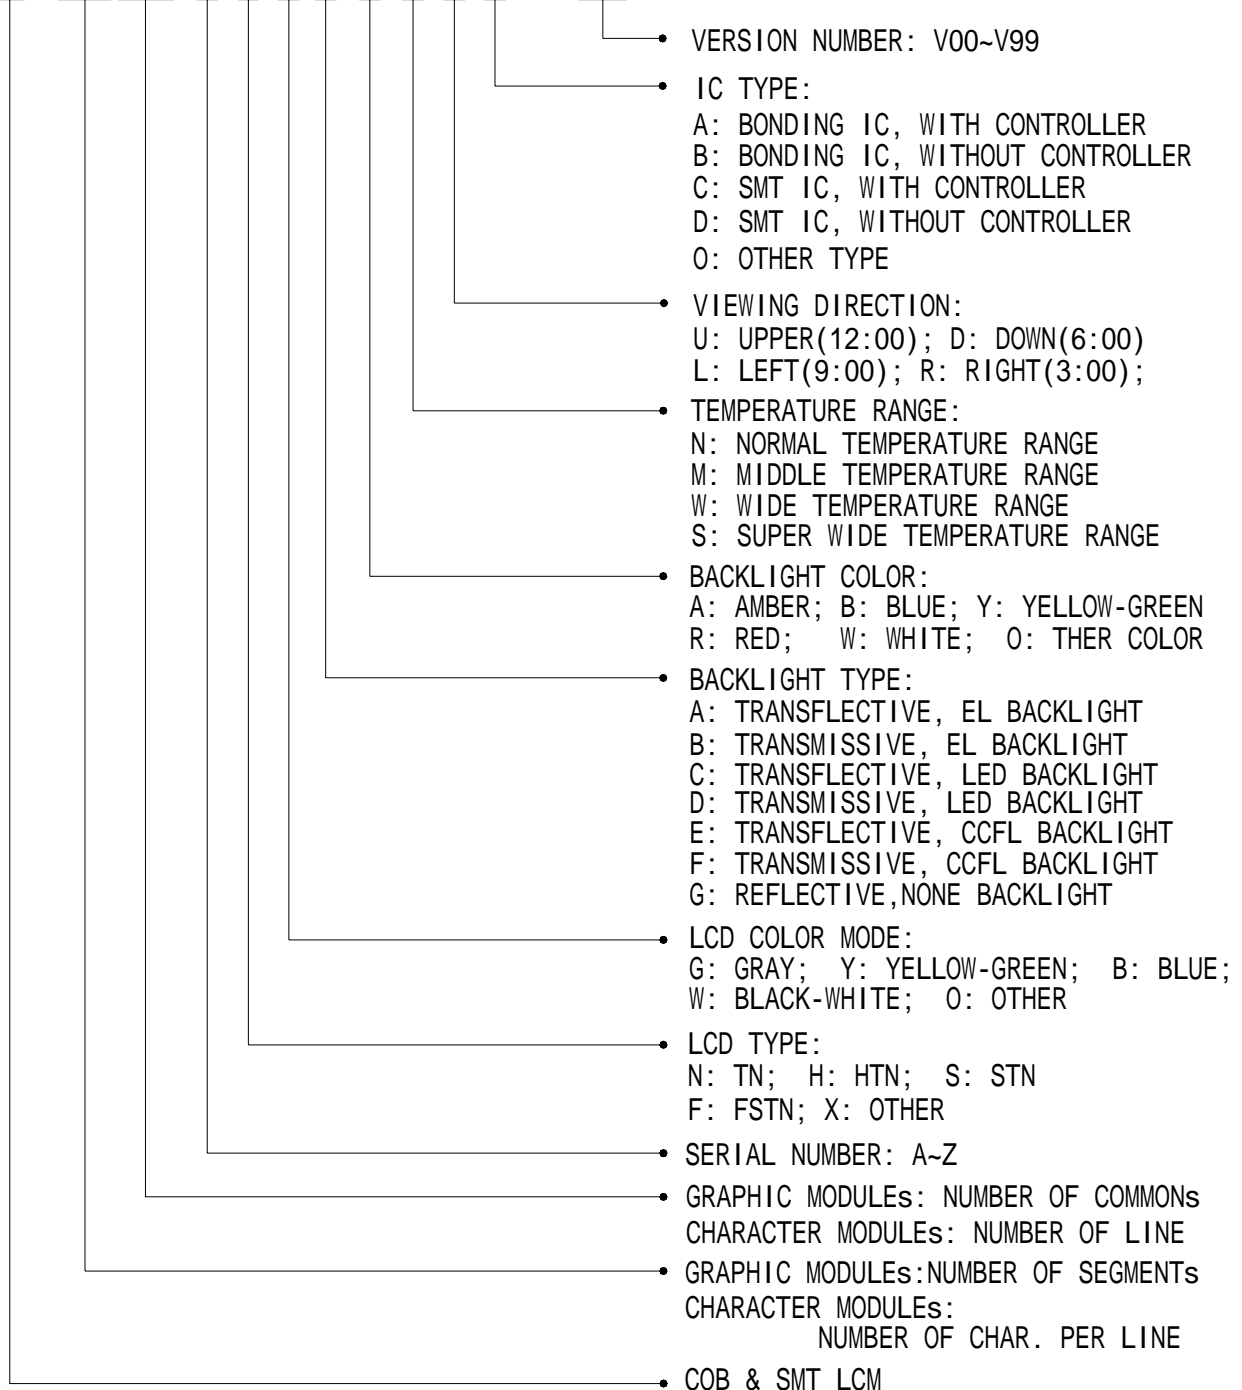 VERSION NUMBER: V00~V99
IC TYPE:
A: BONDING IC, WITH CONTROLLER
B: BONDING IC, WITHOUT CONTROLLER
C: SMT IC, WITH CONTROLLER
D: SMT IC, WITHOUT CONTROLLER
O: OTHER TYPE
VIEWING DIRECTION:
U: UPPER(12:00); D: DOWN(6:00)
L: LEFT(9:00); R: RIGHT(3:00);
TEMPERATURE RANGE:
N: NORMAL TEMPERATURE RANGE
M: MIDDLE TEMPERATURE RANGE
W: WIDE TEMPERATURE RANGE
S: SUPER WIDE TEMPERATURE RANGE
BACKLIGHT COLOR:
A: AMBER; B: BLUE; Y: YELLOW-GREEN
R: RED; W: WHITE; O: THER COLOR
BACKLIGHT TYPE:
A: TRANSFLECTIVE, EL BACKLIGHT
B: TRANSMISSIVE, EL BACKLIGHT
C: TRANSFLECTIVE, LED BACKLIGHT
D: TRANSMISSIVE, LED BACKLIGHT
E: TRANSFLECTIVE, CCFL BACKLIGHT
F: TRANSMISSIVE, CCFL BACKLIGHT
G: REFLECTIVE,NONE BACKLIGHT
LCD COLOR MODE:
G: GRAY; Y: YELLOW-GREEN; B: BLUE;
W: BLACK-WHITE; O: OTHER
LCD TYPE:
N: TN; H: HTN; S: STN
F: FSTN; X: OTHER
SERIAL NUMBER: A~Z
GRAPHIC MODULEs: NUMBER OF COMMONs
CHARACTER MODULEs: NUMBER OF LINE
GRAPHIC MODULEs:NUMBER OF SEGMENTs
CHARACTER MODULEs:
NUMBER OF CHAR. PER LINE
COB & SMT LCM